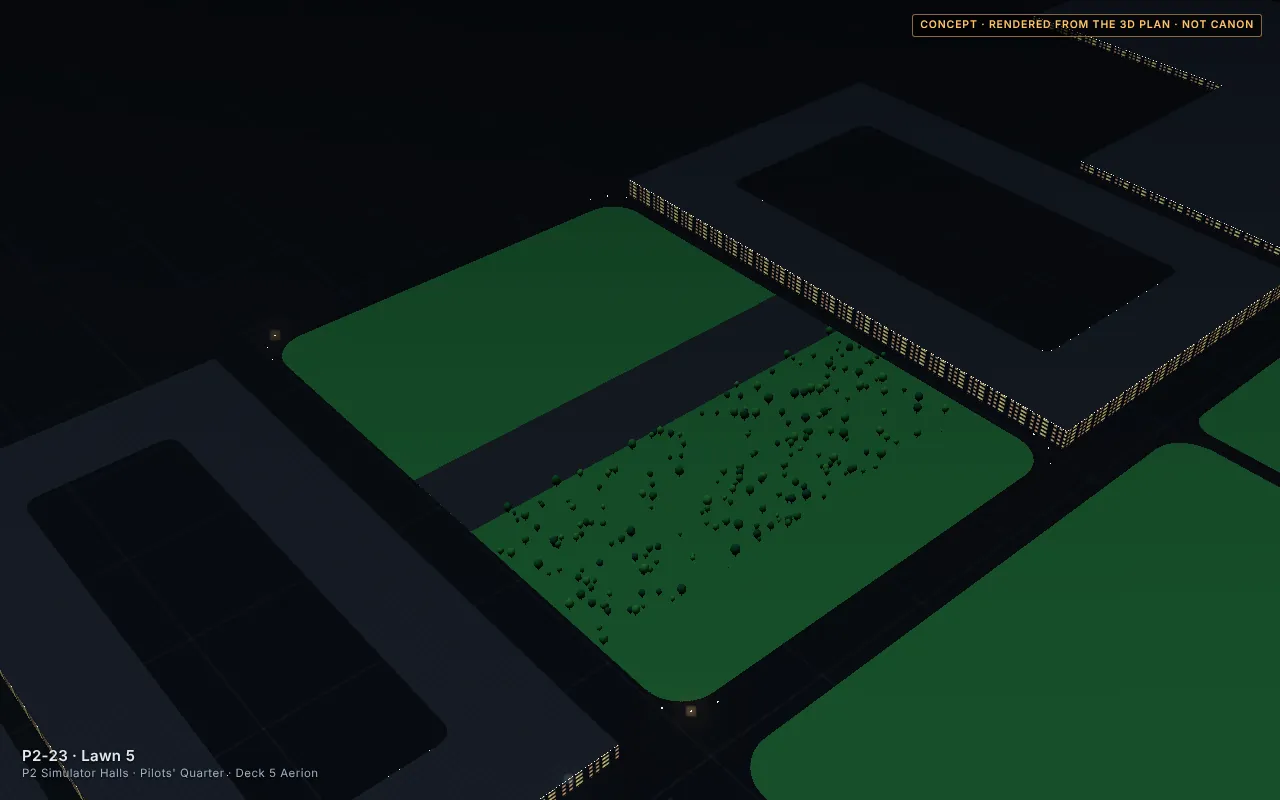 CONCEPT · RENDERED FROM THE 3D PLAN · NOT CANON
P2-23 · Lawn 5
P2 Simulator Halls · Pilots' Quarter · Deck 5 Aerion